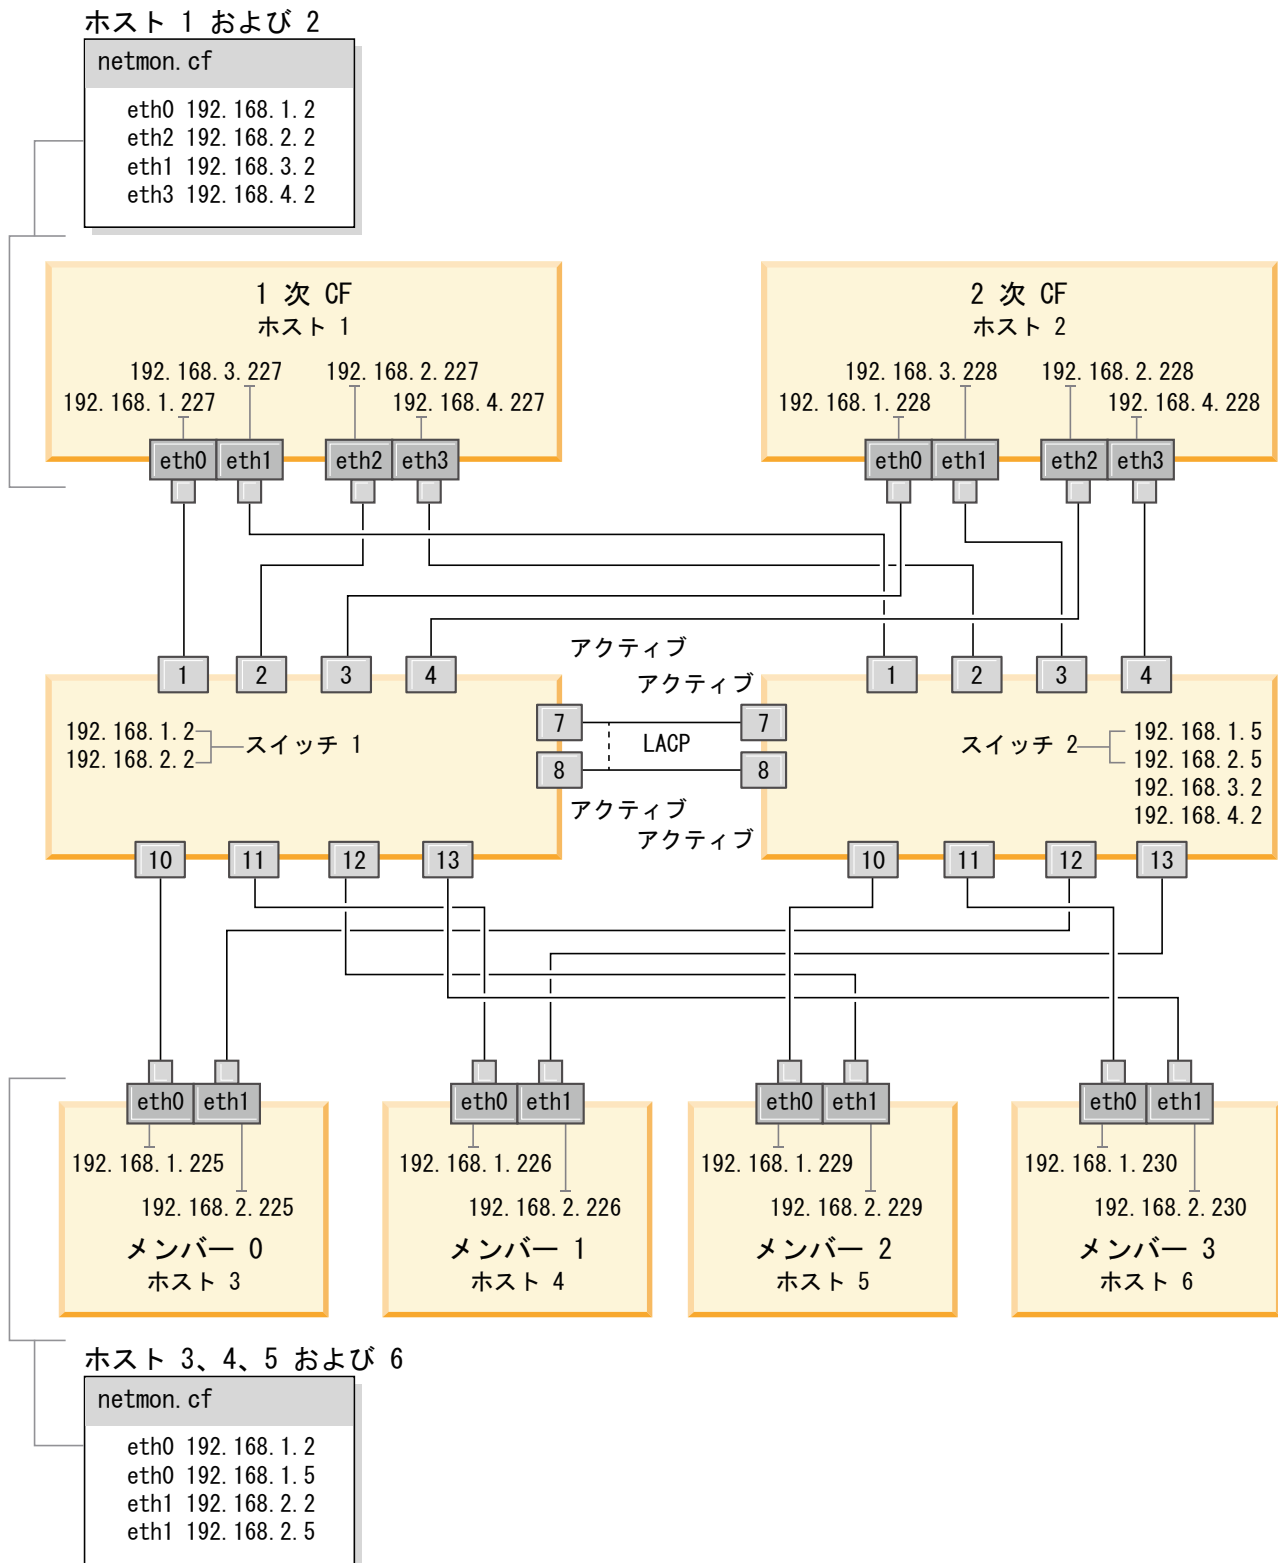 ホスト 1 および 2
netmon.cf
eth0 192.168.1.2
eth2 192.168.2.2
eth1 192.168.3.2
eth3 192.168.4.2
1 次 CF
ホスト 1
192.168.3.227 192.168.2.227
192.168.1.227 192.168.4.227
eth0 eth1 eth2 eth3
2 次 CF
ホスト 2
192.168.3.228 192.168.2.228
192.168.1.228 192.168.4.228
eth0 eth1 eth2 eth3
アクティブ
アクティブ
1 2 3 4
192.168.1.2
192.168.2.2
スイッチ 1
7
8
LACP
7
8
アクティブ
アクティブ
10 11 12 13
1 2 3 4
スイッチ 2
192.168.1.5
192.168.2.5
192.168.3.2
192.168.4.2
10 11 12 13
eth0 eth1
192.168.1.225
192.168.2.225
メンバー 0
ホスト 3
eth0 eth1
192.168.1.226
192.168.2.226
メンバー 1
ホスト 4
eth0 eth1
192.168.1.229
192.168.2.229
メンバー 2
ホスト 5
eth0 eth1
192.168.1.230
192.168.2.230
メンバー 3
ホスト 6
ホスト 3、4、5 および 6
netmon.cf
eth0 192.168.1.2
eth0 192.168.1.5
eth1 192.168.2.2
eth1 192.168.2.5